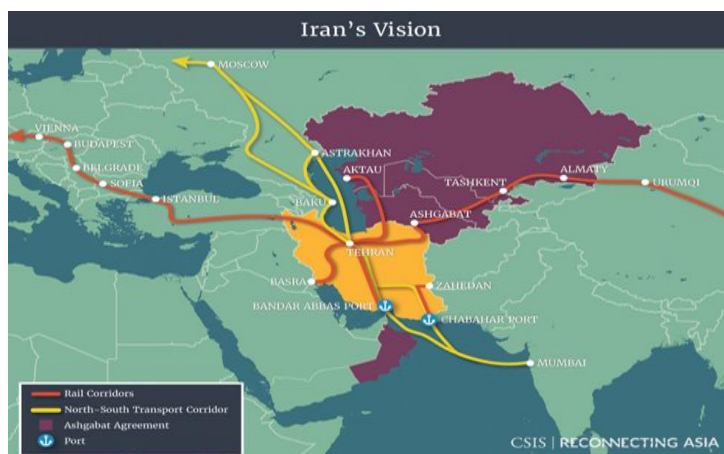 Iran's Vision
MOSCOW
VIENNA
BUDAPEST
BELGRADE
SOFIA
ISTANBUL
ASTRAKHAN
AKTAU
BAKU
TASHKENT
ALMATY
URUMQI
ASHGABAT
TEHRAN
BASRA
ZAHEDAN
BANDAR ABBAS PORT
CHABAHAR PORT
MUMBAI
Rail Corridors
North-South Transport Corridor
Ashgabat Agreement
Port
CSIS | RECONNECTING ASIA